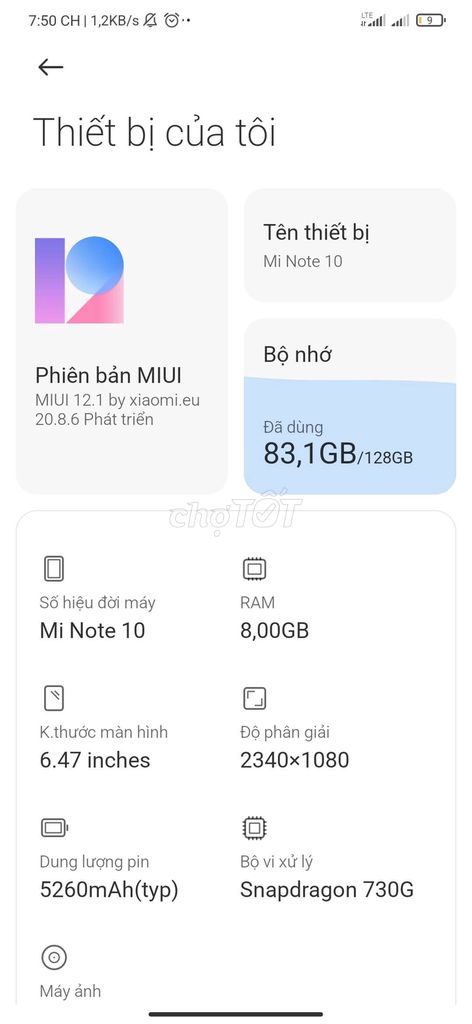 7:50 CH | 1,2KB/s
LTE
9
Thiết bị của tôi
12
Phiên bản MIUI
MIUI 12.1 by xiaomi.eu
20.8.6 Phát triển
Tên thiết bị
Mi Note 10
Bộ nhớ
Đã dùng
83,1GB/128GB
chợTỐT
Số hiệu đời máy
Mi Note 10
RAM
8,00GB
K.thước màn hình
6.47 inches
Độ phân giải
2340×1080
Dung lượng pin
5260mAh(typ)
Bộ vi xử lý
Snapdragon 730G
Máy ảnh